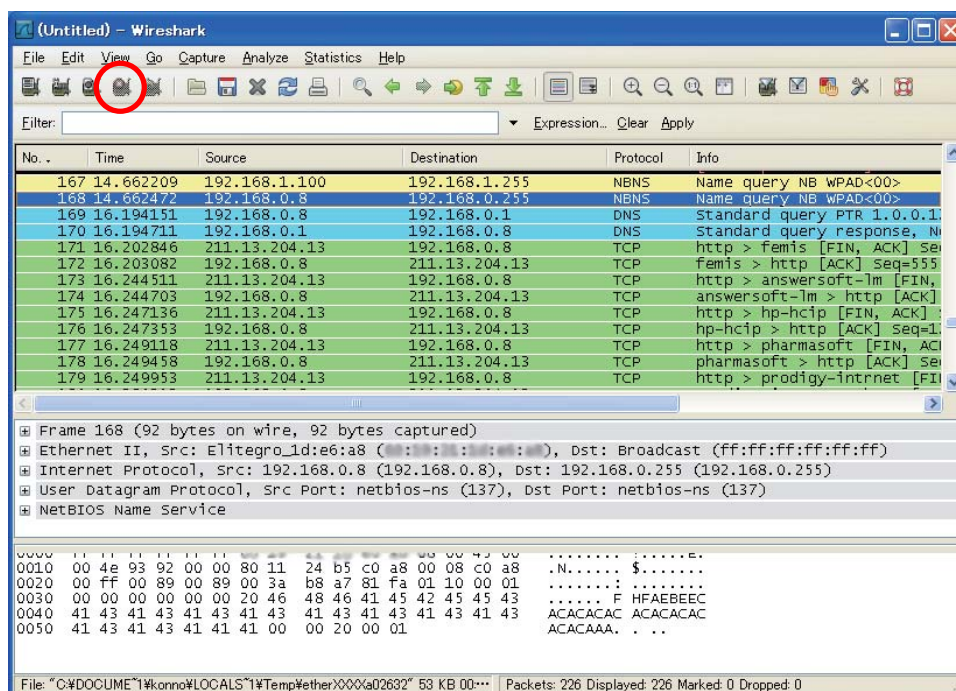 (Untitled) - Wireshark
File Edit View Go Capture Analyze Statistics Help
Filter: Expression... Clear Apply
No. . Time Source Destination Protocol Info
167 14.662209 192.168.1.100 192.168.1.255 NBNS Name query NB WPAD<00>
168 14.662472 192.168.0.8 192.168.0.255 NBNS Name query NB WPAD<00>
169 16.194151 192.168.0.8 192.168.0.1 DNS Standard query PTR 1.0.0.1
170 16.194711 192.168.0.1 192.168.0.8 DNS Standard query response, N
171 16.202846 211.13.204.13 192.168.0.8 TCP http > femis [FIN, ACK] Se
172 16.203082 192.168.0.8 211.13.204.13 TCP femis > http [ACK] Seq=555
173 16.244511 211.13.204.13 192.168.0.8 TCP http > answersoft-lm [FIN,
174 16.244703 192.168.0.8 211.13.204.13 TCP answersoft-lm > http [ACK]
175 16.247136 211.13.204.13 192.168.0.8 TCP http > hp-hcip [FIN, ACK]
176 16.247353 192.168.0.8 211.13.204.13 TCP hp-hcip > http [ACK] Seq=1
177 16.249118 211.13.204.13 192.168.0.8 TCP http > pharmasoft [FIN, AC
178 16.249458 192.168.0.8 211.13.204.13 TCP pharmasoft > http [ACK] Se
179 16.249953 211.13.204.13 192.168.0.8 TCP http > prodigy-intrnet [FI
Frame 168 (92 bytes on wire, 92 bytes captured)
Ethernet II, Src: Elitegro_1d:e6:a8 ( ), Dst: Broadcast (ff:ff:ff:ff:ff:ff)
Internet Protocol, Src: 192.168.0.8 (192.168.0.8), Dst: 192.168.0.255 (192.168.0.255)
User Datagram Protocol, Src Port: netbios-ns (137), Dst Port: netbios-ns (137)
NetBIOS Name Service
0010 00 4e 93 92 00 00 80 11 24 b5 c0 a8 00 08 c0 a8 .N...... $.......
0020 00 ff 00 89 00 89 00 3a b8 a7 81 fa 01 10 00 01 .......: ........
0030 00 00 00 00 00 00 20 46 48 46 41 45 42 45 45 43 ...... F HFAEBEEC
0040 41 43 41 43 41 43 41 43 41 43 41 43 41 43 41 43 ACACACAC ACACACAC
0050 41 43 41 43 41 41 41 00 00 20 00 01 ACACAAA. . ..
File: "C:¥DOCUME~1¥konno¥LOCALS~1¥Temp¥etherXXXXa02632" 53 KB 00:... Packets: 226 Displayed: 226 Marked: 0 Dropped: 0